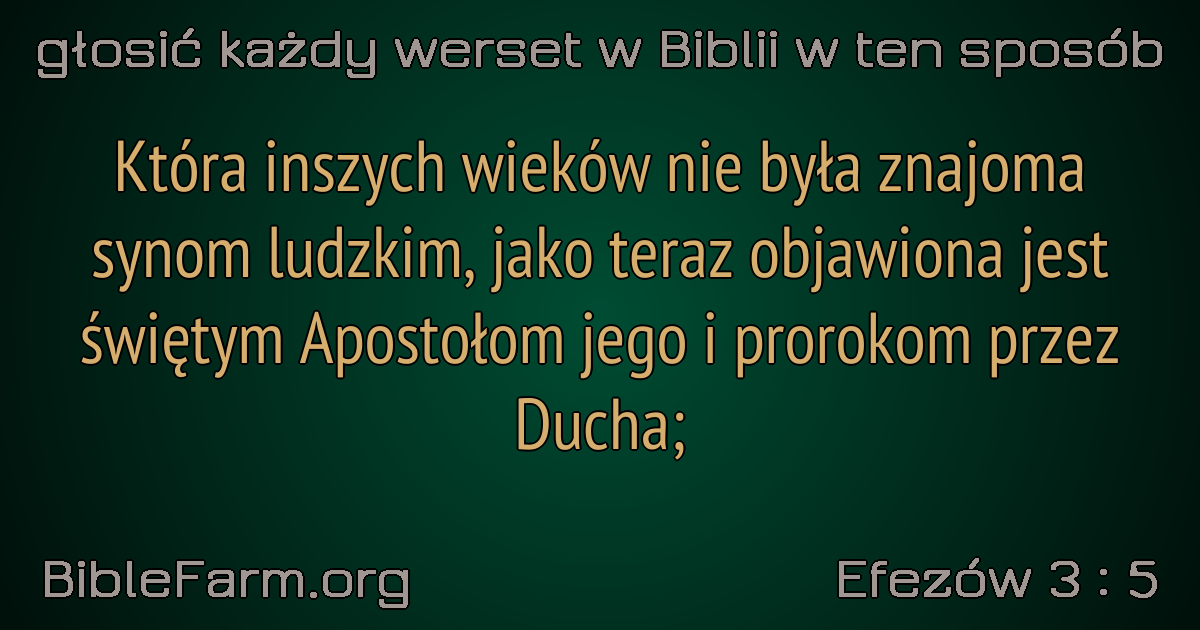 głosić każdy werset w Biblii w ten sposób
Która inszych wieków nie była znajoma
synom ludzkim, jako teraz objawiona jest
świętym Apostołom jego i prorokom przez
Ducha;
BibleFarm.org
Efezów 3 : 5